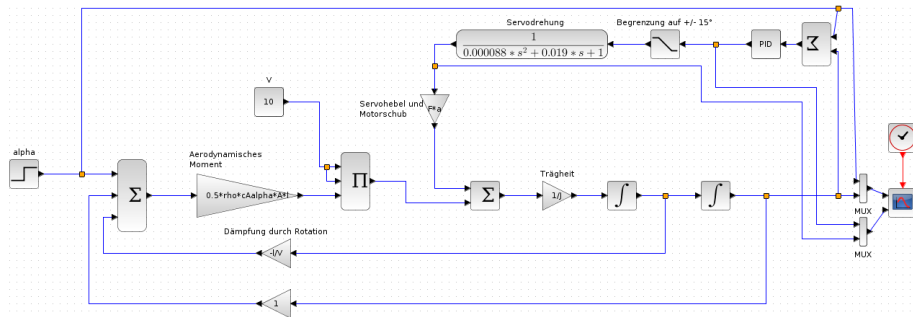 Servodrehung
Begrenzung auf +/- 15°
1
0.000088 * s² + 0.019 * s + 1
PID
Σ
V
10
Servohebel und
Motorschub
F*a
alpha
Aerodynamisches
Moment
Σ
0.5*rho*cAalpha*A*l
Π
Σ
Trägheit
1/J
∫
∫
MUX
Dämpfung durch Rotation
-l/V
MUX
1